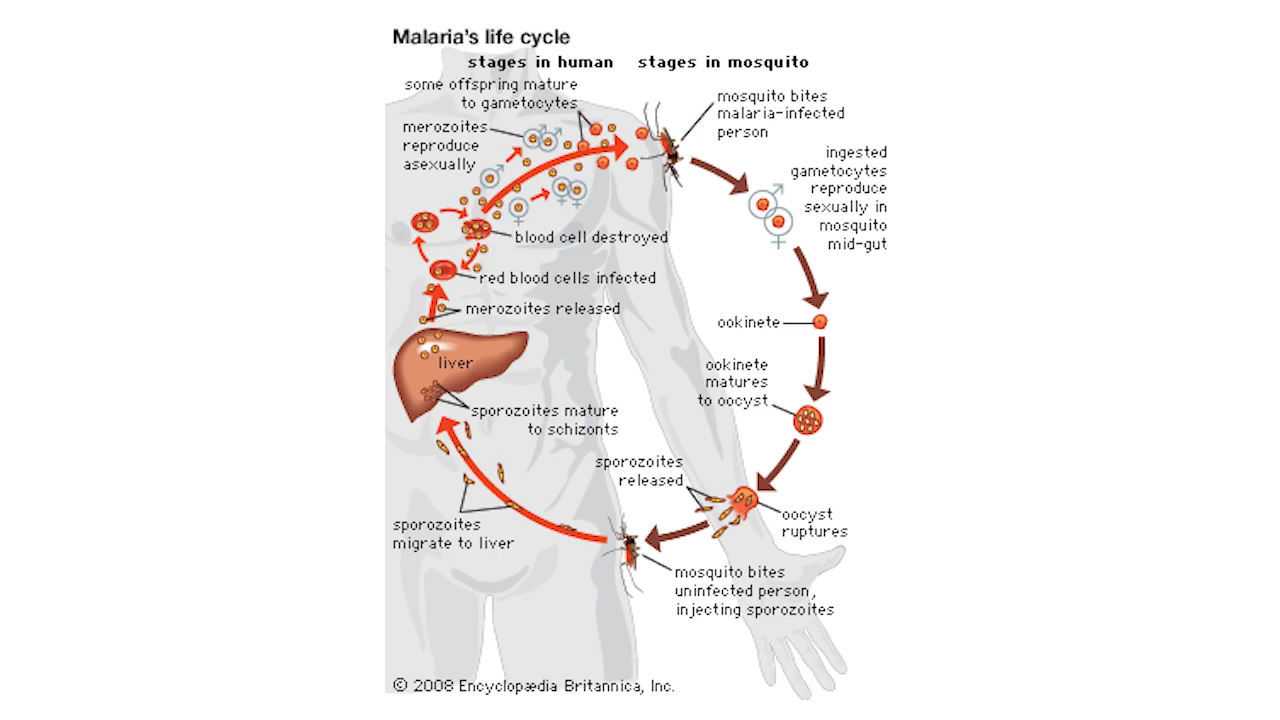 Malaria's life cycle
stages in human
stages in mosquito
some offspring mature
to gametocytes
merozoites
reproduce
asexually
blood cell destroyed
red blood cells infected
merozoites released
liver
sporozoites mature
to schizonts
sporozoites
migrate to liver
mosquito bites
malaria-infected
person
ingested
gametocytes
reproduce
sexually in
mosquito
mid-gut
ookinete
ookinete
matures
to oocyst
sporozoites
released
oocyst
ruptures
mosquito bites
uninfected person,
injecting sporozoites
© 2008 Encyclopædia Britannica, Inc.